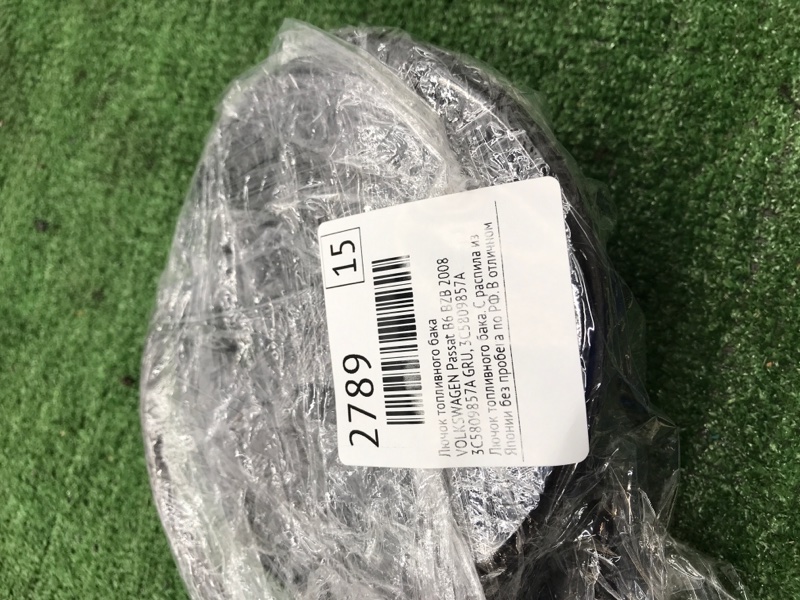 2789
15
Лючок топливного бака
VOLKSWAGEN Passat B6 BZB 2008
3C5809857A GRU, 3C5809857A
Лючок топливного бака. С распила из
Японии без пробега по РФ. В отличном